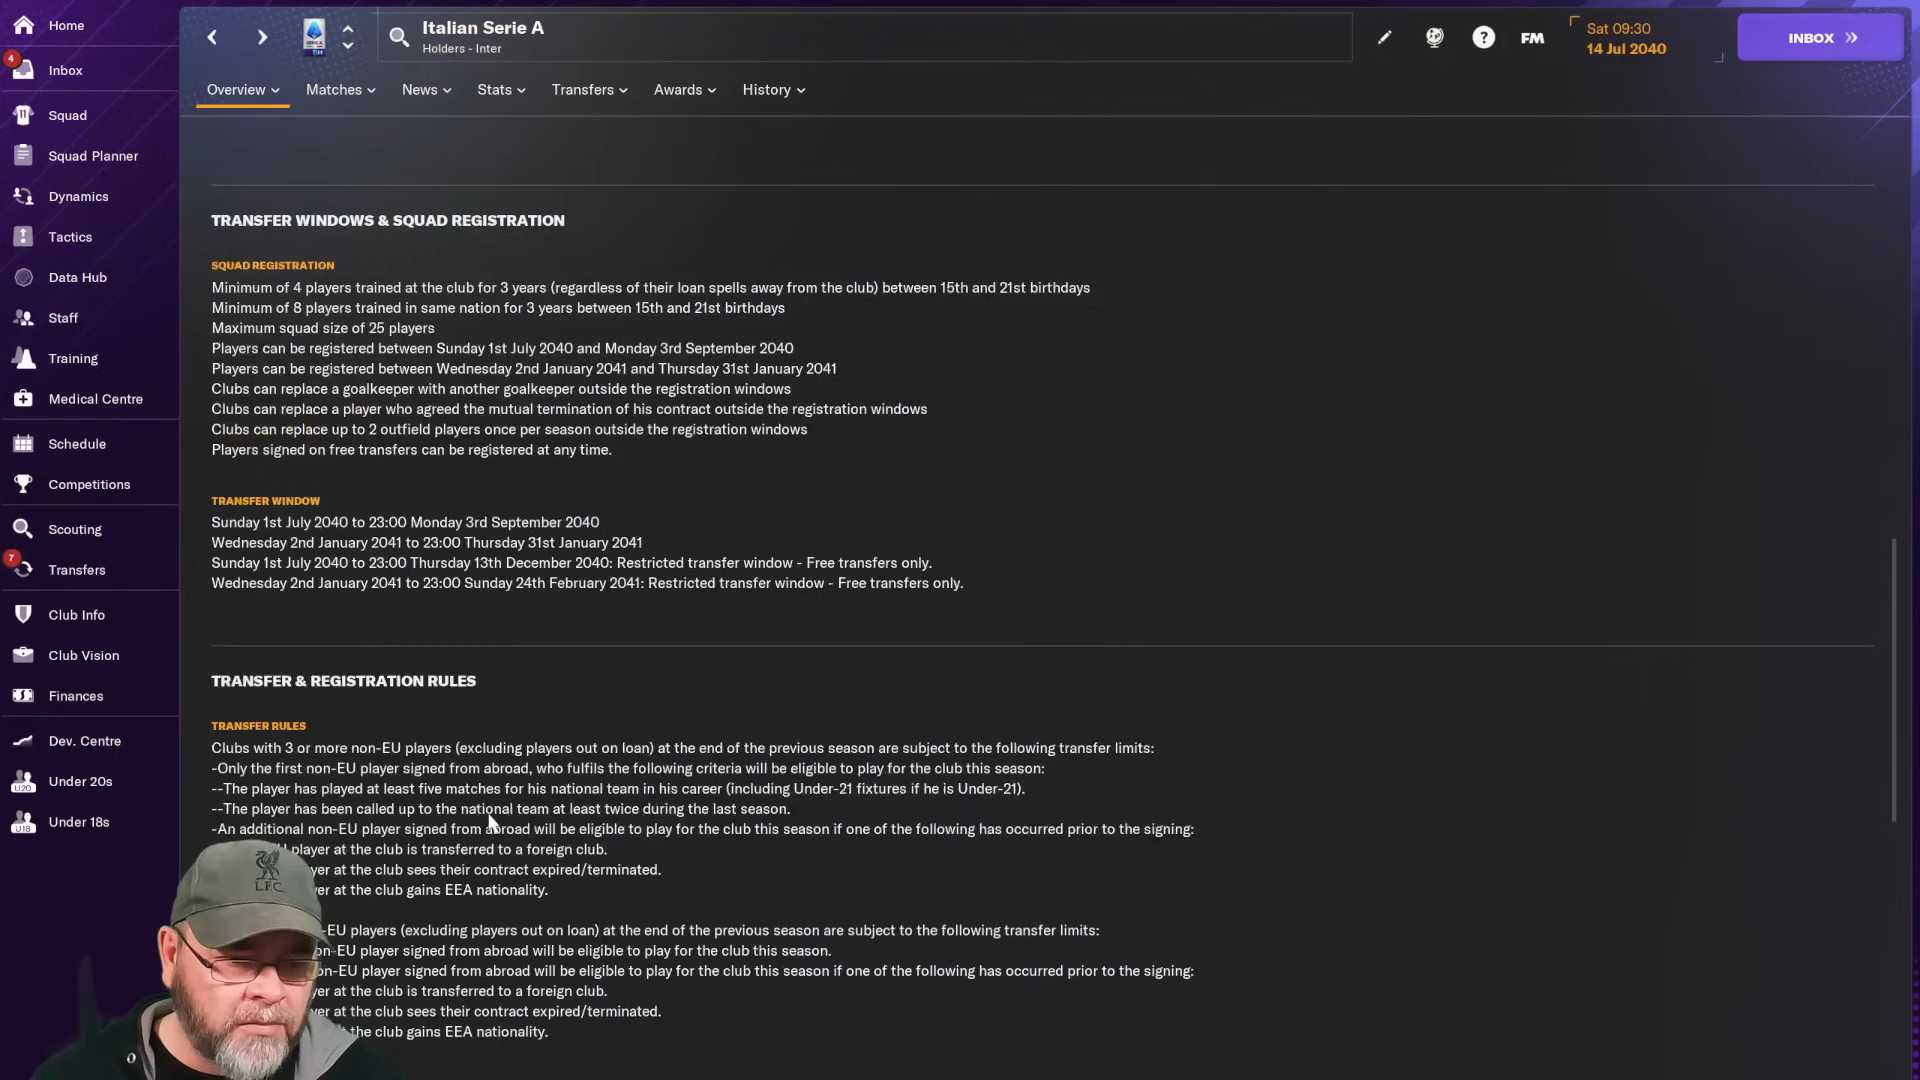 Home
Italian Serie A
Holders - Inter
FM
Sat 09:30
14 Jul 2040
INBOX
4
Inbox
Overview
Matches
News
Stats
Transfers
Awards
History
Squad
Squad Planner
Dynamics
Tactics
Data Hub
Staff
Training
Medical Centre
Schedule
Competitions
Scouting
7
Transfers
Club Info
Club Vision
Finances
Dev. Centre
U20
Under 20s
U18
Under 18s
TRANSFER WINDOWS & SQUAD REGISTRATION
SQUAD REGISTRATION
Minimum of 4 players trained at the club for 3 years (regardless of their loan spells away from the club) between 15th and 21st birthdays
Minimum of 8 players trained in same nation for 3 years between 15th and 21st birthdays
Maximum squad size of 25 players
Players can be registered between Sunday 1st July 2040 and Monday 3rd September 2040
Players can be registered between Wednesday 2nd January 2041 and Thursday 31st January 2041
Clubs can replace a goalkeeper with another goalkeeper outside the registration windows
Clubs can replace a player who agreed the mutual termination of his contract outside the registration windows
Clubs can replace up to 2 outfield players once per season outside the registration windows
Players signed on free transfers can be registered at any time.
TRANSFER WINDOW
Sunday 1st July 2040 to 23:00 Monday 3rd September 2040
Wednesday 2nd January 2041 to 23:00 Thursday 31st January 2041
Sunday 1st July 2040 to 23:00 Thursday 13th December 2040: Restricted transfer window - Free transfers only.
Wednesday 2nd January 2041 to 23:00 Sunday 24th February 2041: Restricted transfer window - Free transfers only.
TRANSFER & REGISTRATION RULES
TRANSFER RULES
Clubs with 3 or more non-EU players (excluding players out on loan) at the end of the previous season are subject to the following transfer limits:
-Only the first non-EU player signed from abroad, who fulfils the following criteria will be eligible to play for the club this season:
--The player has played at least five matches for his national team in his career (including Under-21 fixtures if he is Under-21).
--The player has been called up to the national team at least twice during the last season.
-An additional non-EU player signed from abroad will be eligible to play for the club this season if one of the following has occurred prior to the signing:
player at the club is transferred to a foreign club.
at the club sees their contract expired/terminated.
at the club gains EEA nationality.
-EU players (excluding players out on loan) at the end of the previous season are subject to the following transfer limits:
-EU player signed from abroad will be eligible to play for the club this season.
-EU player signed from abroad will be eligible to play for the club this season if one of the following has occurred prior to the signing:
at the club is transferred to a foreign club.
at the club sees their contract expired/terminated.
the club gains EEA nationality.
L.F.C.